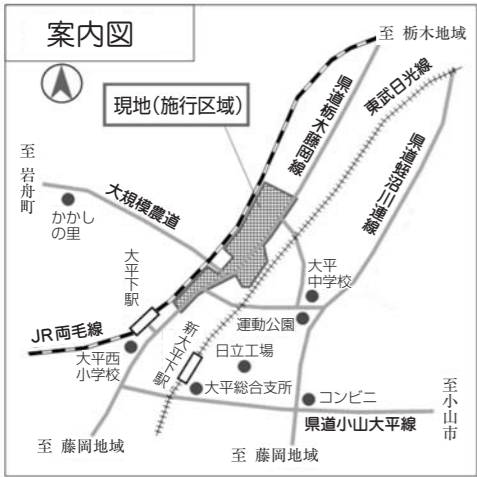 案内図
至 栃木地域
現地(施行区域)
県道栃木藤岡線
東武日光線
県道蛭沼川連線
至 岩舟町
大規模農道
かかし
の里
大平下駅
大平
中学校
JR両毛線
運動公園
新大平下駅
日立工場
大平西
小学校
大平総合支所
コンビニ
至小山市
県道小山大平線
至 藤岡地域
至 藤岡地域